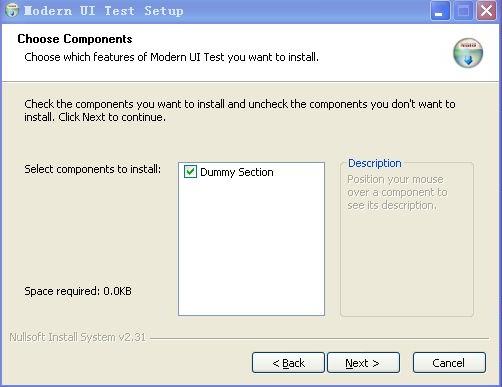 Modern UI Test Setup
Choose Components
Choose which features of Modern UI Test you want to install.
Check the components you want to install and uncheck the components you don't want to
install. Click Next to continue.
Select components to install:
Dummy Section
Description
Position your mouse
over a component to
see its description.
Space required: 0.0KB
Nullsoft Install System v2.31
< Back
Next >
Cancel